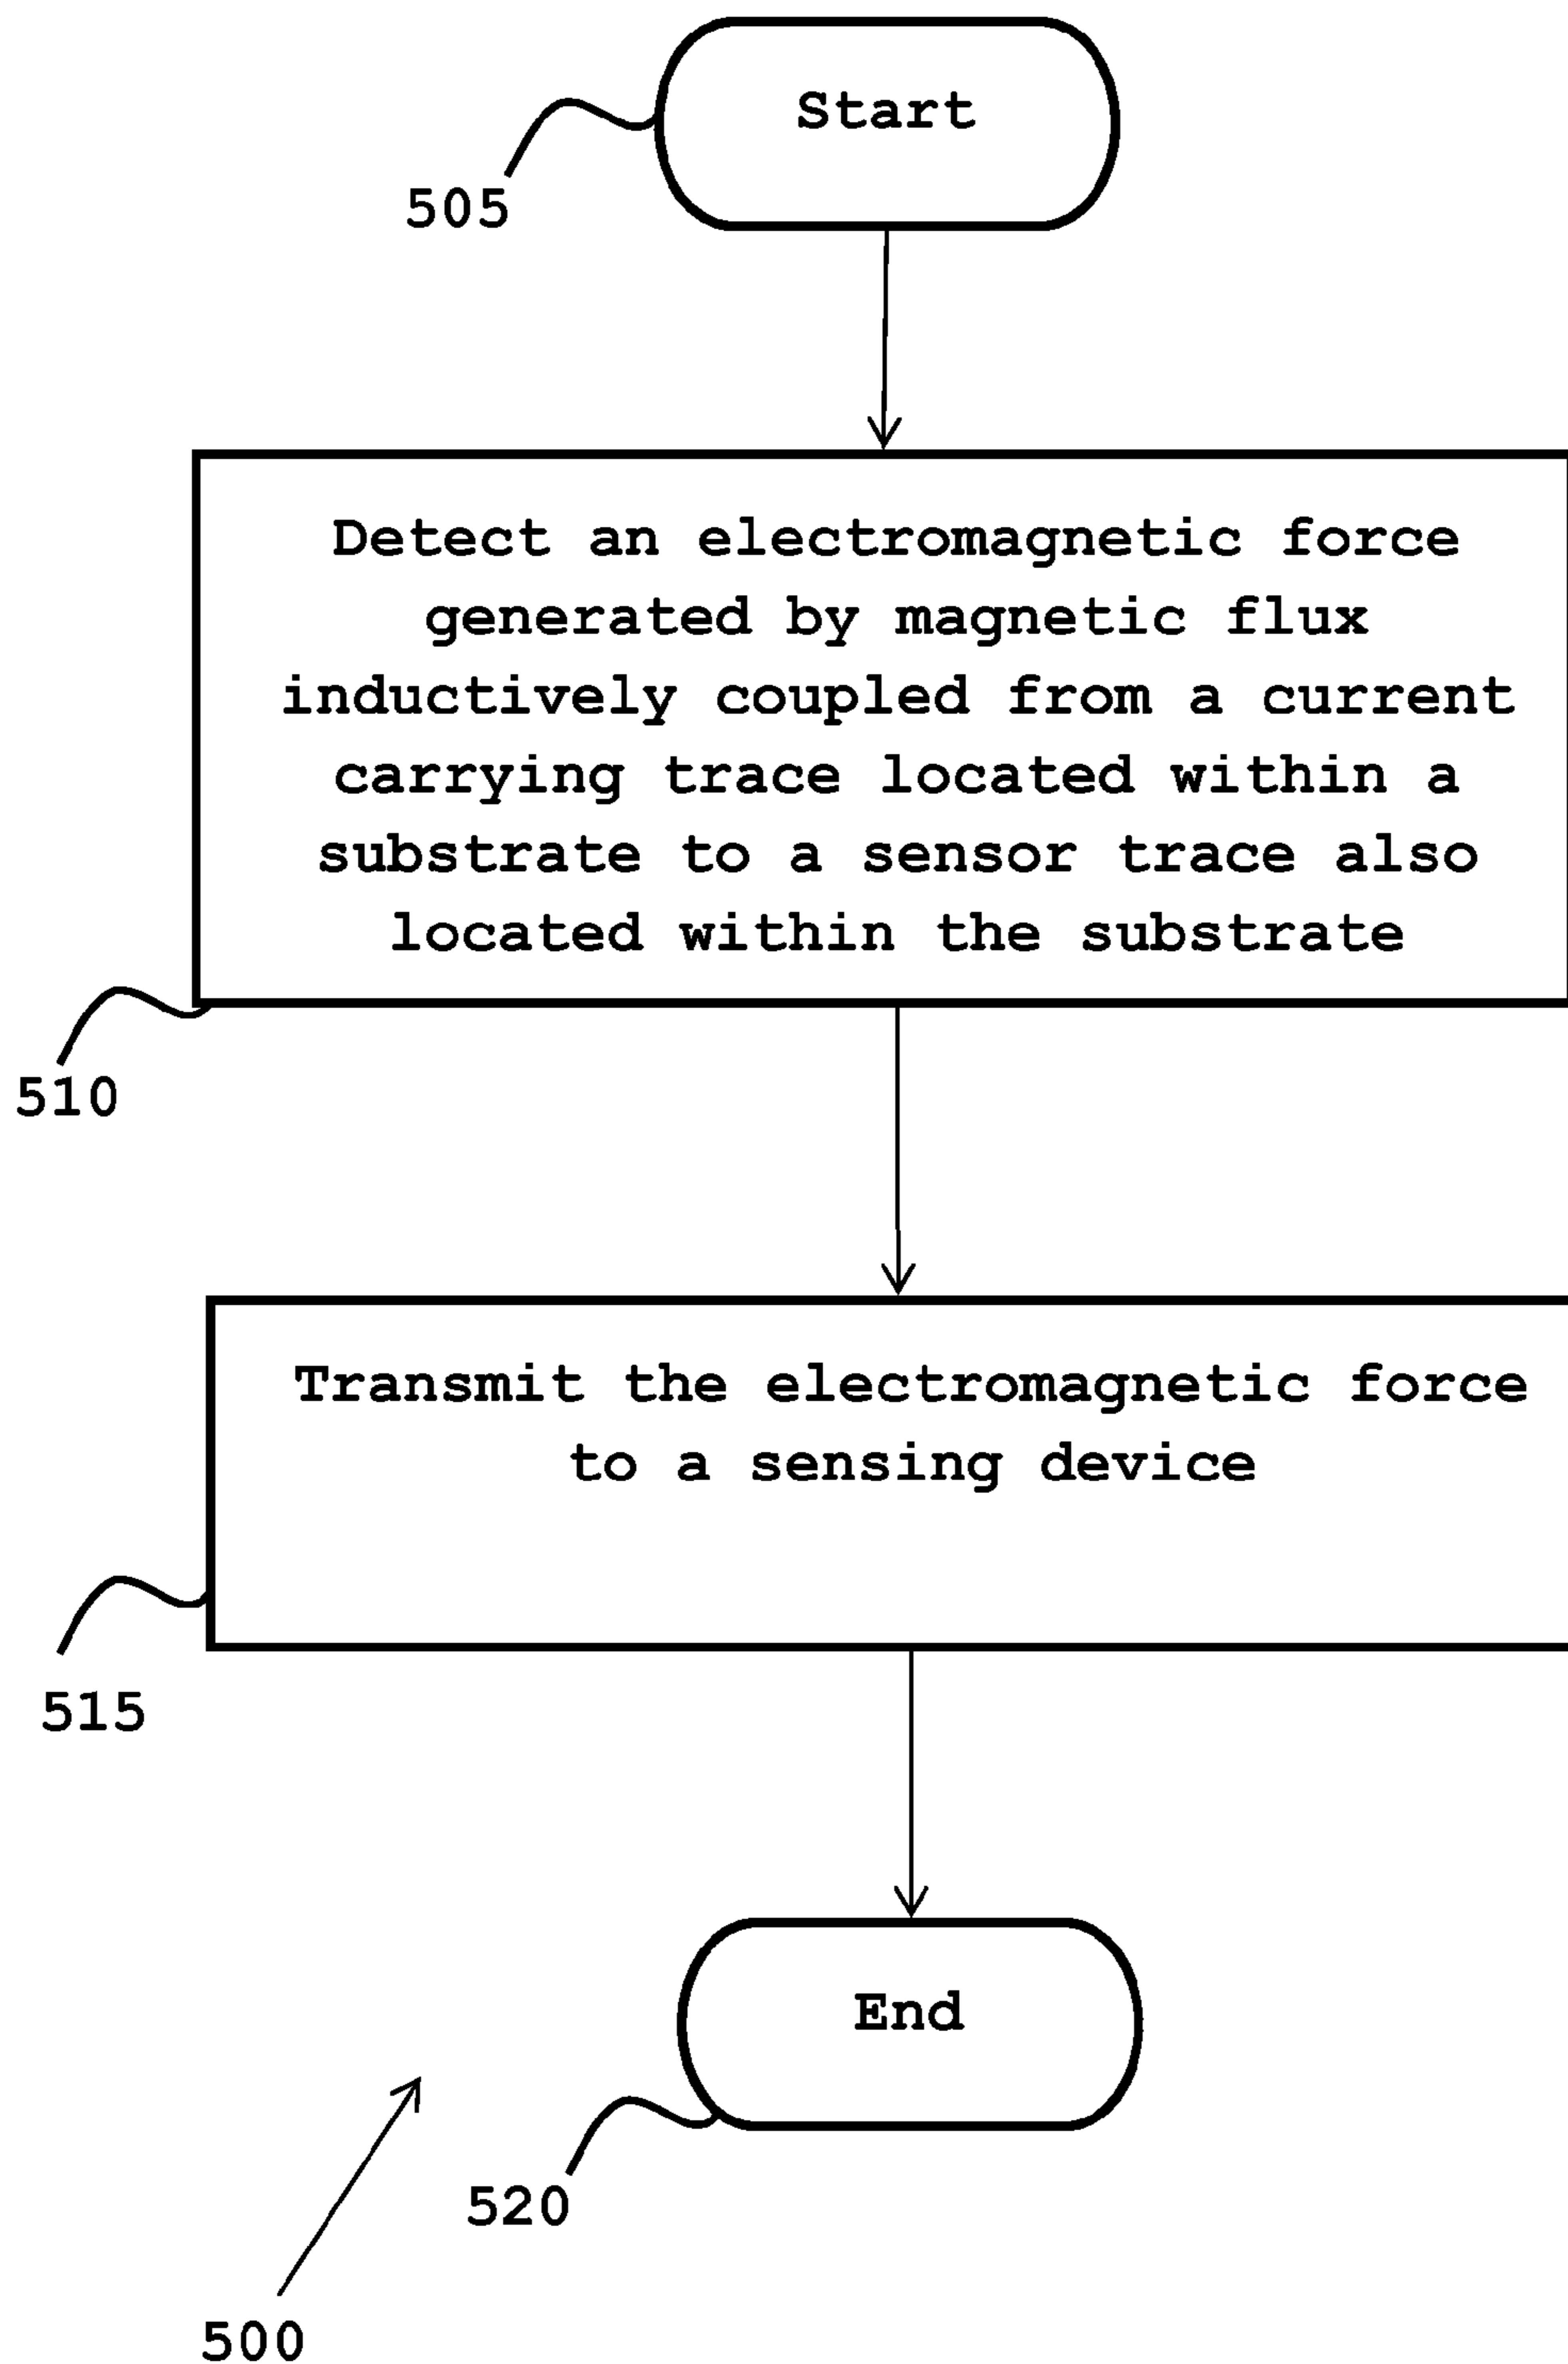 Start
505
Detect an electromagnetic force
generated by magnetic flux
inductively coupled from a current
carrying trace located within a
substrate to a sensor trace also
located within the substrate
510
Transmit the electromagnetic force
to a sensing device
515
End
520
500